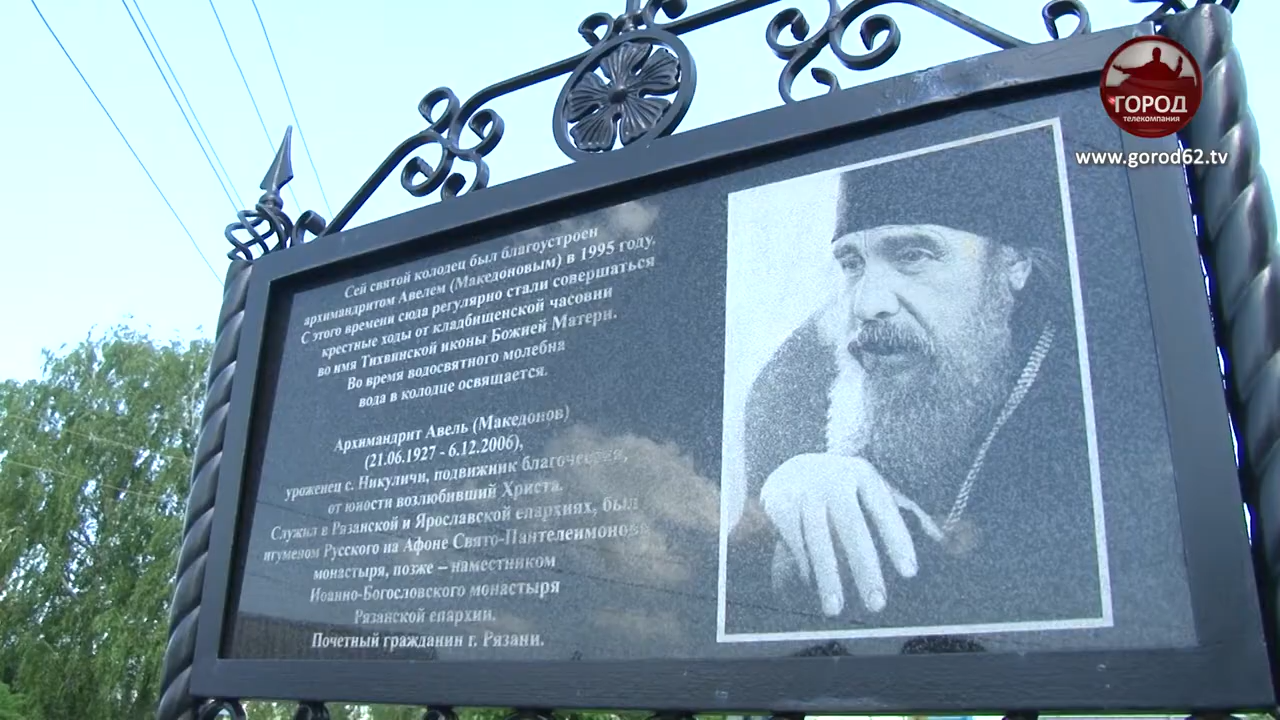 ГОРОД
телекомпания
www.gorod62.tv
Сей святой колодец был благоустроен
архимандритом Авелем (Македоновым) в 1995 году.
С этого времени сюда регулярно стали совершаться
крестные ходы от кладбищенской часовни
во имя Тихвинской иконы Божией Матери.
Во время водосвятного молебна
вода в колодце освящается.
Архимандрит Авель (Македонов)
(21.06.1927 - 6.12.2006),
уроженец с. Никуличи, подвижник благочестия,
от юности возлюбивший Христа.
Служил в Рязанской и Ярославской епархиях, был
игуменом Русского на Афоне Свято-Пантелеимонова
монастыря, позже – наместником
Иоанно-Богословского монастыря
Рязанской епархии.
Почетный гражданин г. Рязани.